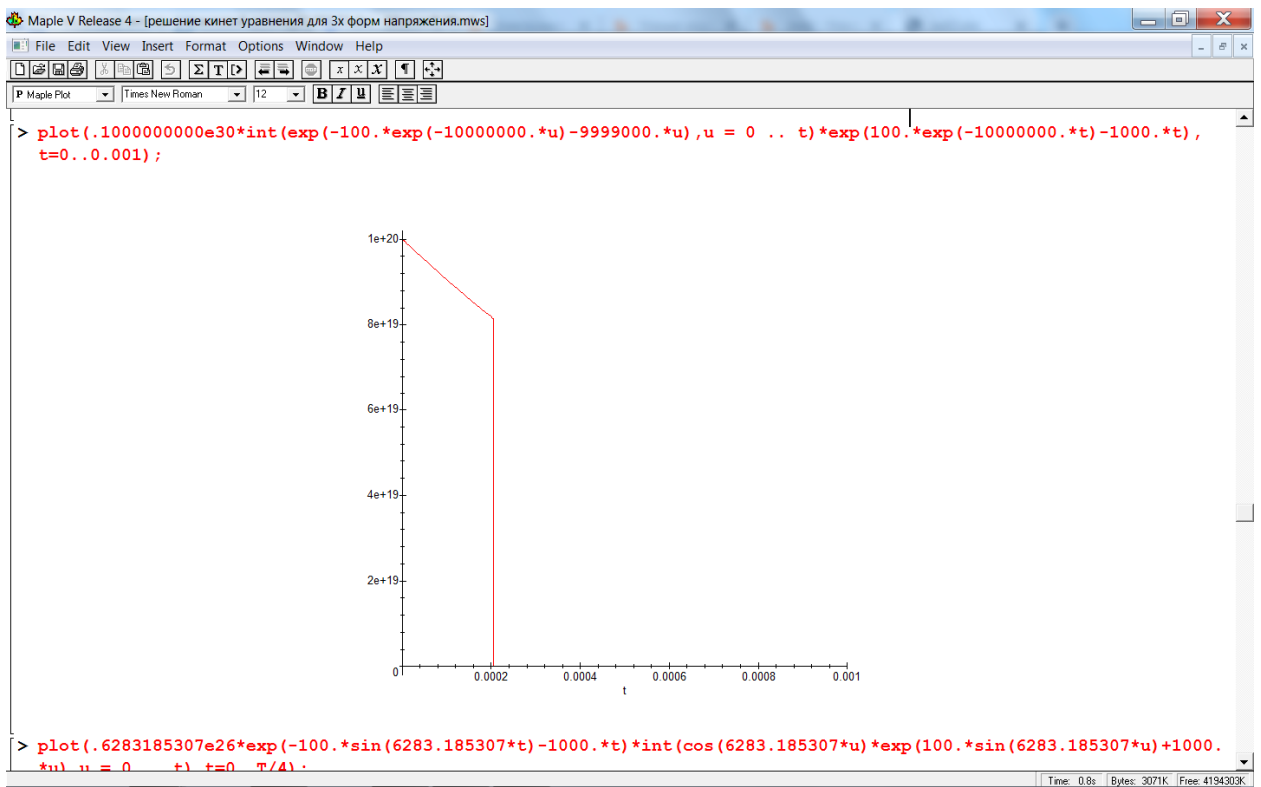 Maple V Release 4 - [решение кинет уравнения для 3х форм напряжения.mws]
File Edit View Insert Format Options Window Help
Σ T x x x ¶
P Maple Plot Times New Roman 12 B I U
> plot(.1000000000e30*int(exp(-100.*exp(-10000000.*u)-9999000.*u),u = 0 .. t)*exp(100.*exp(-10000000.*t)-1000.*t),
t=0..0.001);
1e+20
8e+19
6e+19
4e+19
2e+19
0
0.0002 0.0004 0.0006 0.0008 0.001
t
> plot(.6283185307e26*exp(-100.*sin(6283.185307*t)-1000.*t)*int(cos(6283.185307*u)*exp(100.*sin(6283.185307*u)+1000.
*u),u = 0 .. t),t=0..T/4);
Time: 0.8s Bytes: 3071K Free: 4194303K